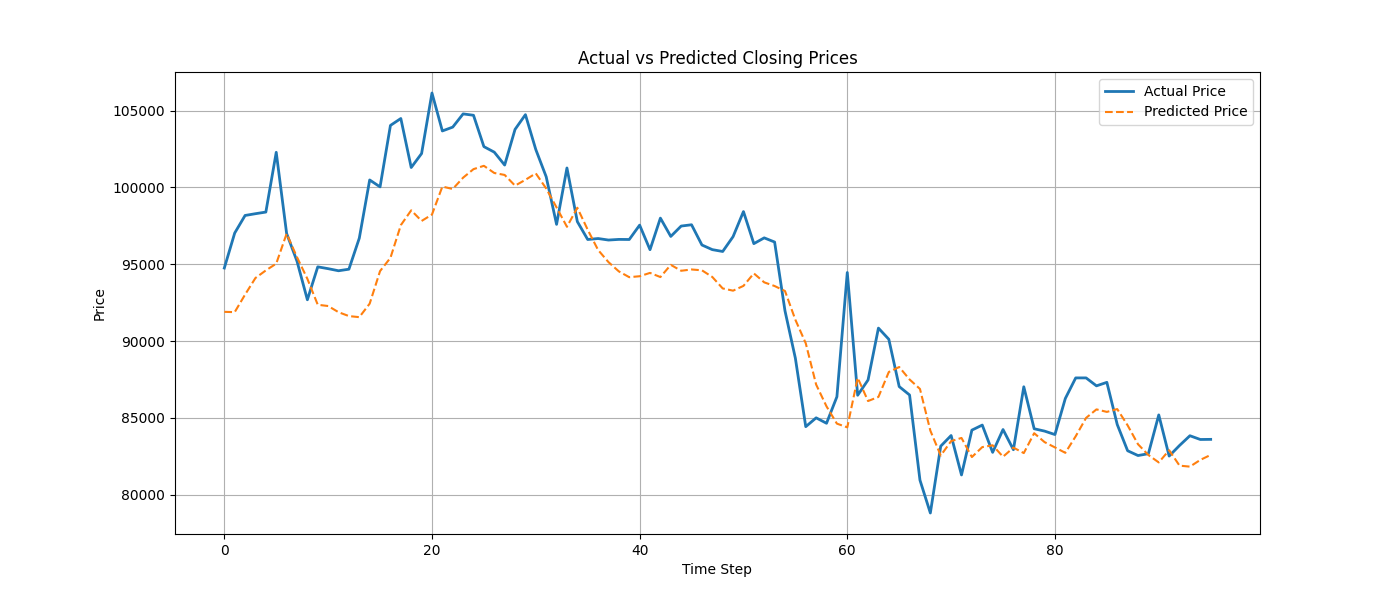 Actual vs Predicted Closing Prices
Actual Price
Predicted Price
105000
100000
95000
90000
85000
80000
Price
0 20 40 60 80
Time Step